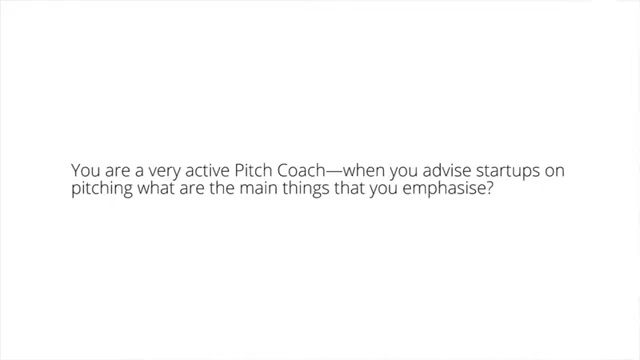 You are a very active Pitch Coach—when you advise startups on
pitching what are the main things that you emphasise?